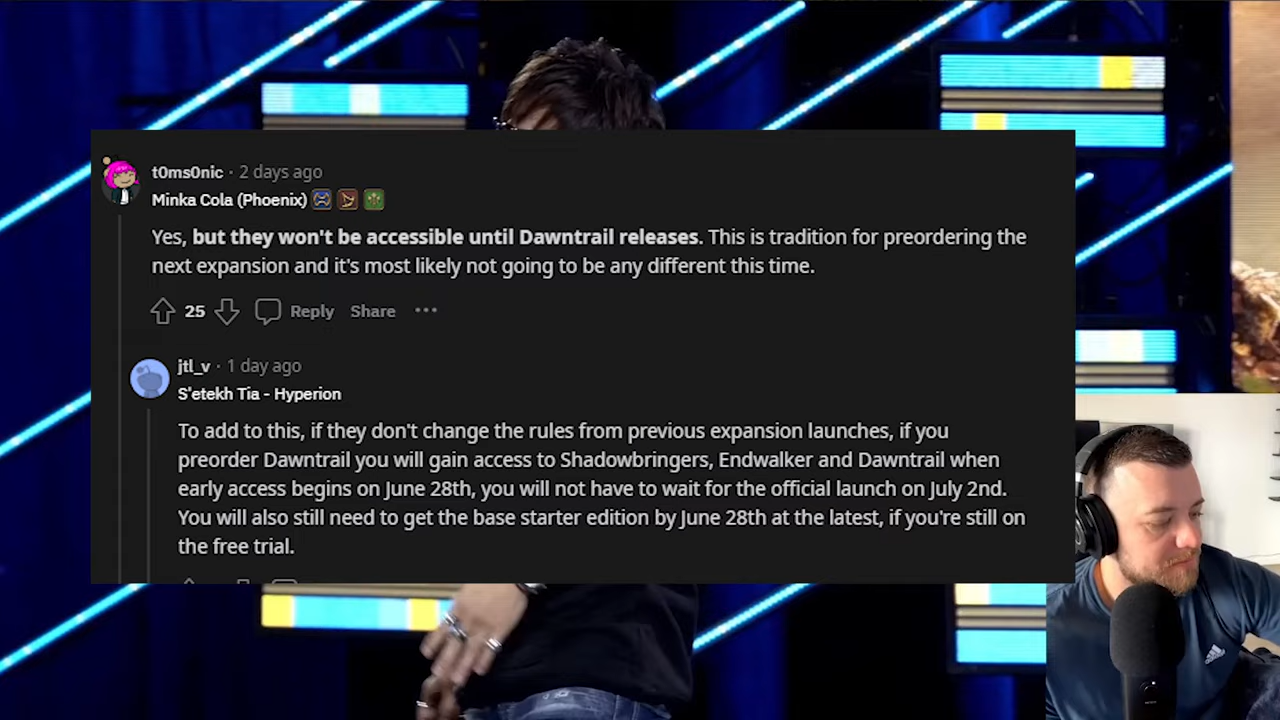 t0ms0nic · 2 days ago
Minka Cola (Phoenix)
Yes, but they won't be accessible until Dawntrail releases. This is tradition for preordering the
next expansion and it's most likely not going to be any different this time.
25 Reply Share ···
jtl_v · 1 day ago
S'etekh Tia - Hyperion
To add to this, if they don't change the rules from previous expansion launches, if you
preorder Dawntrail you will gain access to Shadowbringers, Endwalker and Dawntrail when
early access begins on June 28th, you will not have to wait for the official launch on July 2nd.
You will also still need to get the base starter edition by June 28th at the latest, if you're still on
the free trial.